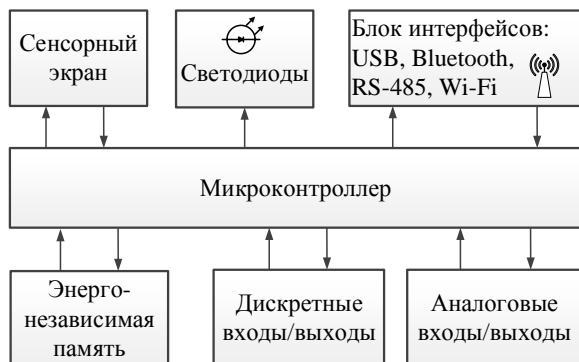 Сенсорный
экран
Светодиоды
Блок интерфейсов:
USB, Bluetooth,
RS-485, Wi-Fi
Микроконтроллер
Энерго-
независимая
память
Дискретные
входы/выходы
Аналоговые
входы/выходы